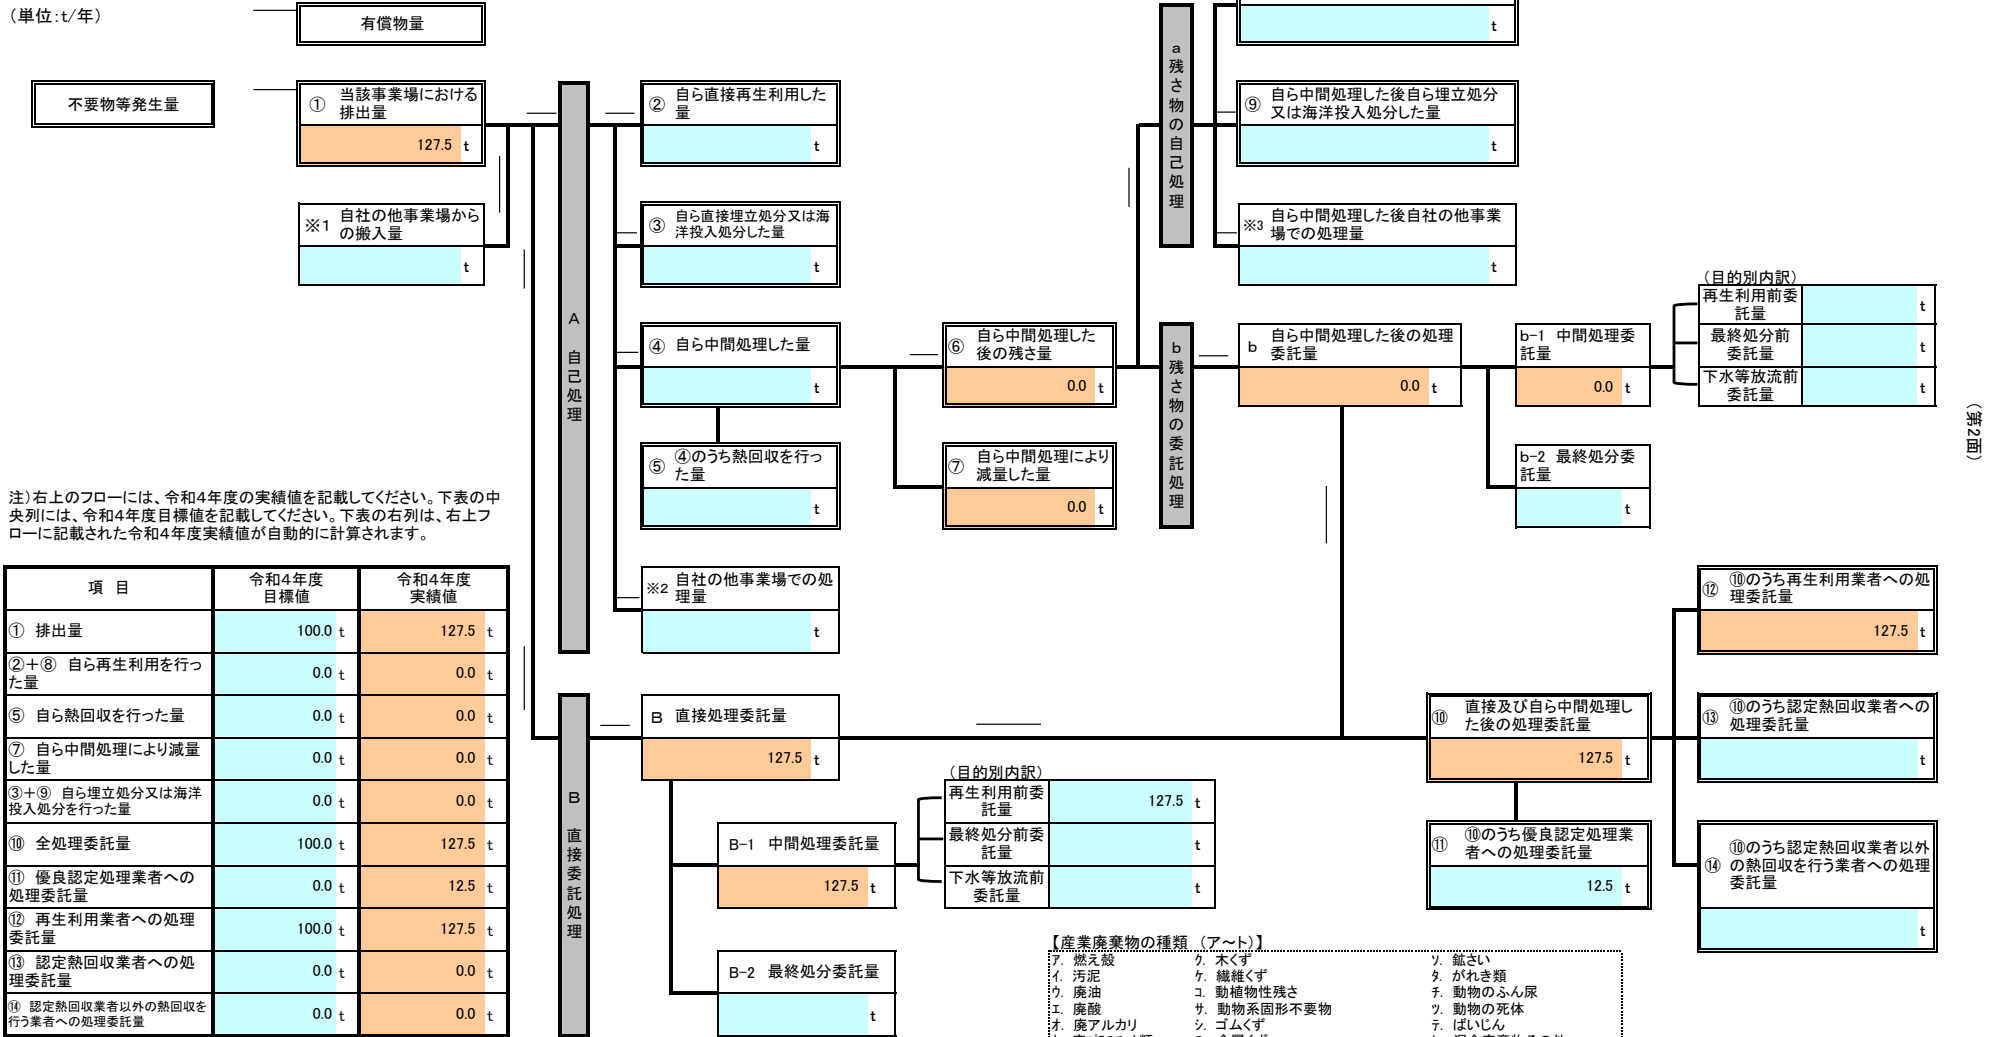 （単位：t/年）
有償物量
t
不要物等発生量
① 当該事業場における
排出量
127.5 t
※1 自社の他事業場から
の搬入量
t
A 自己処理
② 自ら直接再生利用した
量
t
③ 自ら直接埋立処分又は海
洋投入処分した量
t
④ 自ら中間処理した量
t
⑤ ④のうち熱回収を行っ
た量
t
※2 自社の他事業場での処
理量
t
⑥ 自ら中間処理した
後の残さ量
0.0 t
⑦ 自ら中間処理により
減量した量
0.0 t
a 残さ物の自己処理
⑨ 自ら中間処理した後自ら埋立処分
又は海洋投入処分した量
t
※3 自ら中間処理した後自社の他事業
場での処理量
t
b 残さ物の委託処理
b 自ら中間処理した後の処理
委託量
0.0 t
b-1 中間処理委
託量
0.0 t
b-2 最終処分委
託量
t
（目的別内訳）
再生利用前委
託量
t
最終処分前
委託量
t
下水等放流前
委託量
t
（第2面）
注）右上のフローには、令和4年度の実績値を記載してください。下表の中
央列には、令和4年度目標値を記載してください。下表の右列は、右上フ
ローに記載された令和4年度実績値が自動的に計算されます。
項 目 令和4年度
目標値 令和4年度
実績値
① 排出量 100.0 t 127.5 t
②＋⑧ 自ら再生利用を行っ
た量 0.0 t 0.0 t
⑤ 自ら熱回収を行った量 0.0 t 0.0 t
⑦ 自ら中間処理により減量
した量 0.0 t 0.0 t
③＋⑨ 自ら埋立処分又は海洋
投入処分を行った量 0.0 t 0.0 t
⑩ 全処理委託量 100.0 t 127.5 t
⑪ 優良認定処理業者への
処理委託量 0.0 t 12.5 t
⑫ 再生利用業者への処理
委託量 100.0 t 127.5 t
⑬ 認定熱回収業者への処
理委託量 0.0 t 0.0 t
⑭ 認定熱回収業者以外の熱回収を
行う業者への処理委託量 0.0 t 0.0 t
B 直接委託処理
B 直接処理委託量
127.5 t
B-1 中間処理委託量
127.5 t
B-2 最終処分委託量
t
（目的別内訳）
再生利用前委
託量
127.5 t
最終処分前委
託量
t
下水等放流前
委託量
t
⑩ 直接及び自ら中間処理し
た後の処理委託量
127.5 t
⑪ ⑩のうち優良認定処理業
者への処理委託量
12.5 t
⑫ ⑩のうち再生利用業者への処
理委託量
127.5 t
⑬ ⑩のうち認定熱回収業者への
処理委託量
t
⑭ ⑩のうち認定熱回収業者以外
の熱回収を行う業者への処理
委託量
t
【産業廃棄物の種類 （ア～ト）】
ア. 燃え殻 ク. 木くず ソ. 鉱さい
イ. 汚泥 ケ. 繊維くず タ. がれき類
ウ. 廃油 コ. 動植物性残さ チ. 動物のふん尿
エ. 廃酸 サ. 動物系固形不要物 ツ. 動物の死体
オ. 廃アルカリ シ. ゴムくず テ. ばいじん